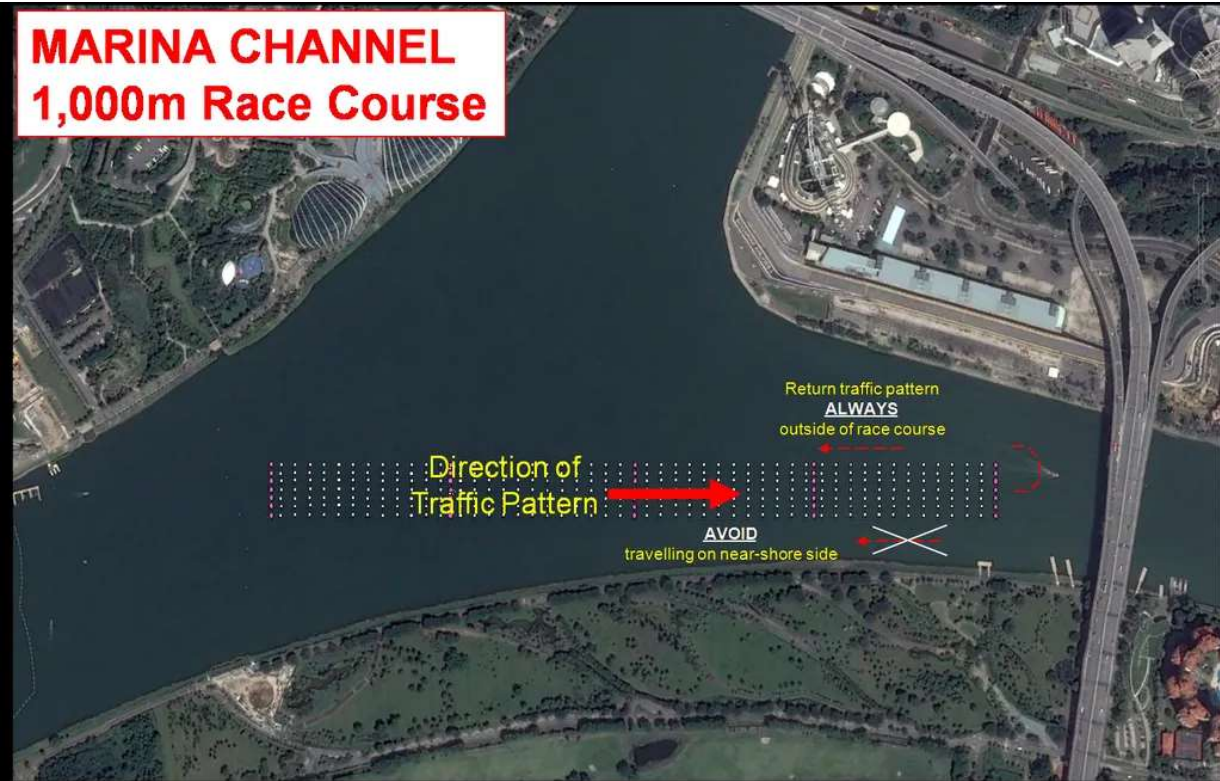 MARINA CHANNEL
1,000m Race Course
Return traffic pattern
ALWAYS
outside of race course
Direction of
Traffic Pattern
AVOID
travelling on near-shore side